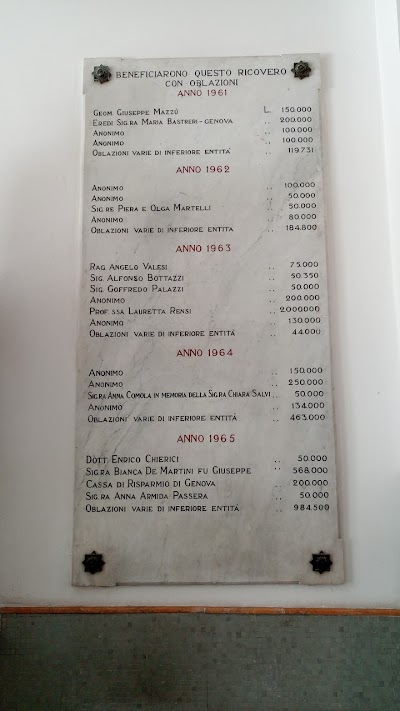 BENEFICIARONO QUESTO RICOVERO
CON OBLAZIONI
ANNO 1961
GEOM GIUSEPPE MAZZÚ L. 150.000
EREDI SIG.RA MARIA BASTRERI - GENOVA .. 200.000
ANONIMO .. 100.000
ANONIMO .. 100.000
OBLAZIONI VARIE DI INFERIORE ENTITÁ .. 119.731
ANNO 1962
ANONIMO .. 100.000
ANONIMO .. 50.000
SIG.RE PIERA E OLGA MARTELLI .. 50.000
ANONIMO .. 80.000
OBLAZIONI VARIE DI INFERIORE ENTITÁ .. 184.800
ANNO 1963
RAG ANGELO VALESI .. 75.000
SIG. ALFONSO BOTTAZZI .. 50.350
SIG. GOFFREDO PALAZZI .. 50.000
ANONIMO .. 200.000
PROF.SSA LAURETTA RENSI .. 2.000.000
ANONIMO .. 130.000
OBLAZIONI VARIE DI INFERIORE ENTITÁ .. 44.000
ANNO 1964
ANONIMO .. 150.000
ANONIMO .. 250.000
SIG.RA ANNA COMOLA IN MEMORIA DELLA SIG.RA CHIARA SALVI .. 50.000
ANONIMO .. 134.000
OBLAZIONI VARIE DI INFERIORE ENTITÁ .. 463.000
ANNO 1965
DOTT ENRICO CHIERICI .. 50.000
SIG.RA BIANCA DE MARTINI FU GIUSEPPE .. 568.000
CASSA DI RISPARMIO DI GENOVA .. 200.000
SIG.RA ANNA ARMIDA PASSERA .. 50.000
OBLAZIONI VARIE DI INFERIORE ENTITÁ .. 984.500